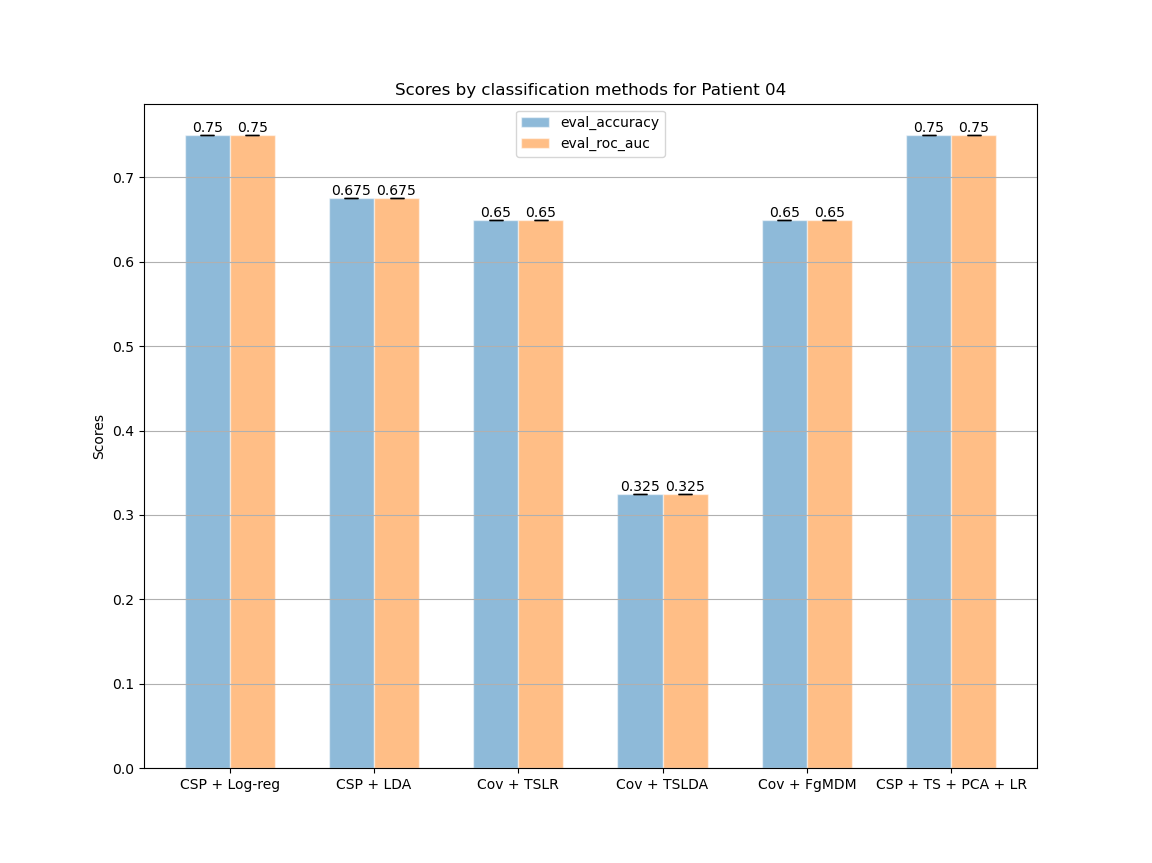 Scores by classification methods for Patient 04
eval_accuracy
eval_roc_auc
0.75 0.75
0.675 0.675
0.65 0.65
0.325 0.325
0.65 0.65
0.75 0.75
Scores
0.7
0.6
0.5
0.4
0.3
0.2
0.1
0.0
CSP + Log-reg CSP + LDA Cov + TSLR Cov + TSLDA Cov + FgMDM CSP + TS + PCA + LR